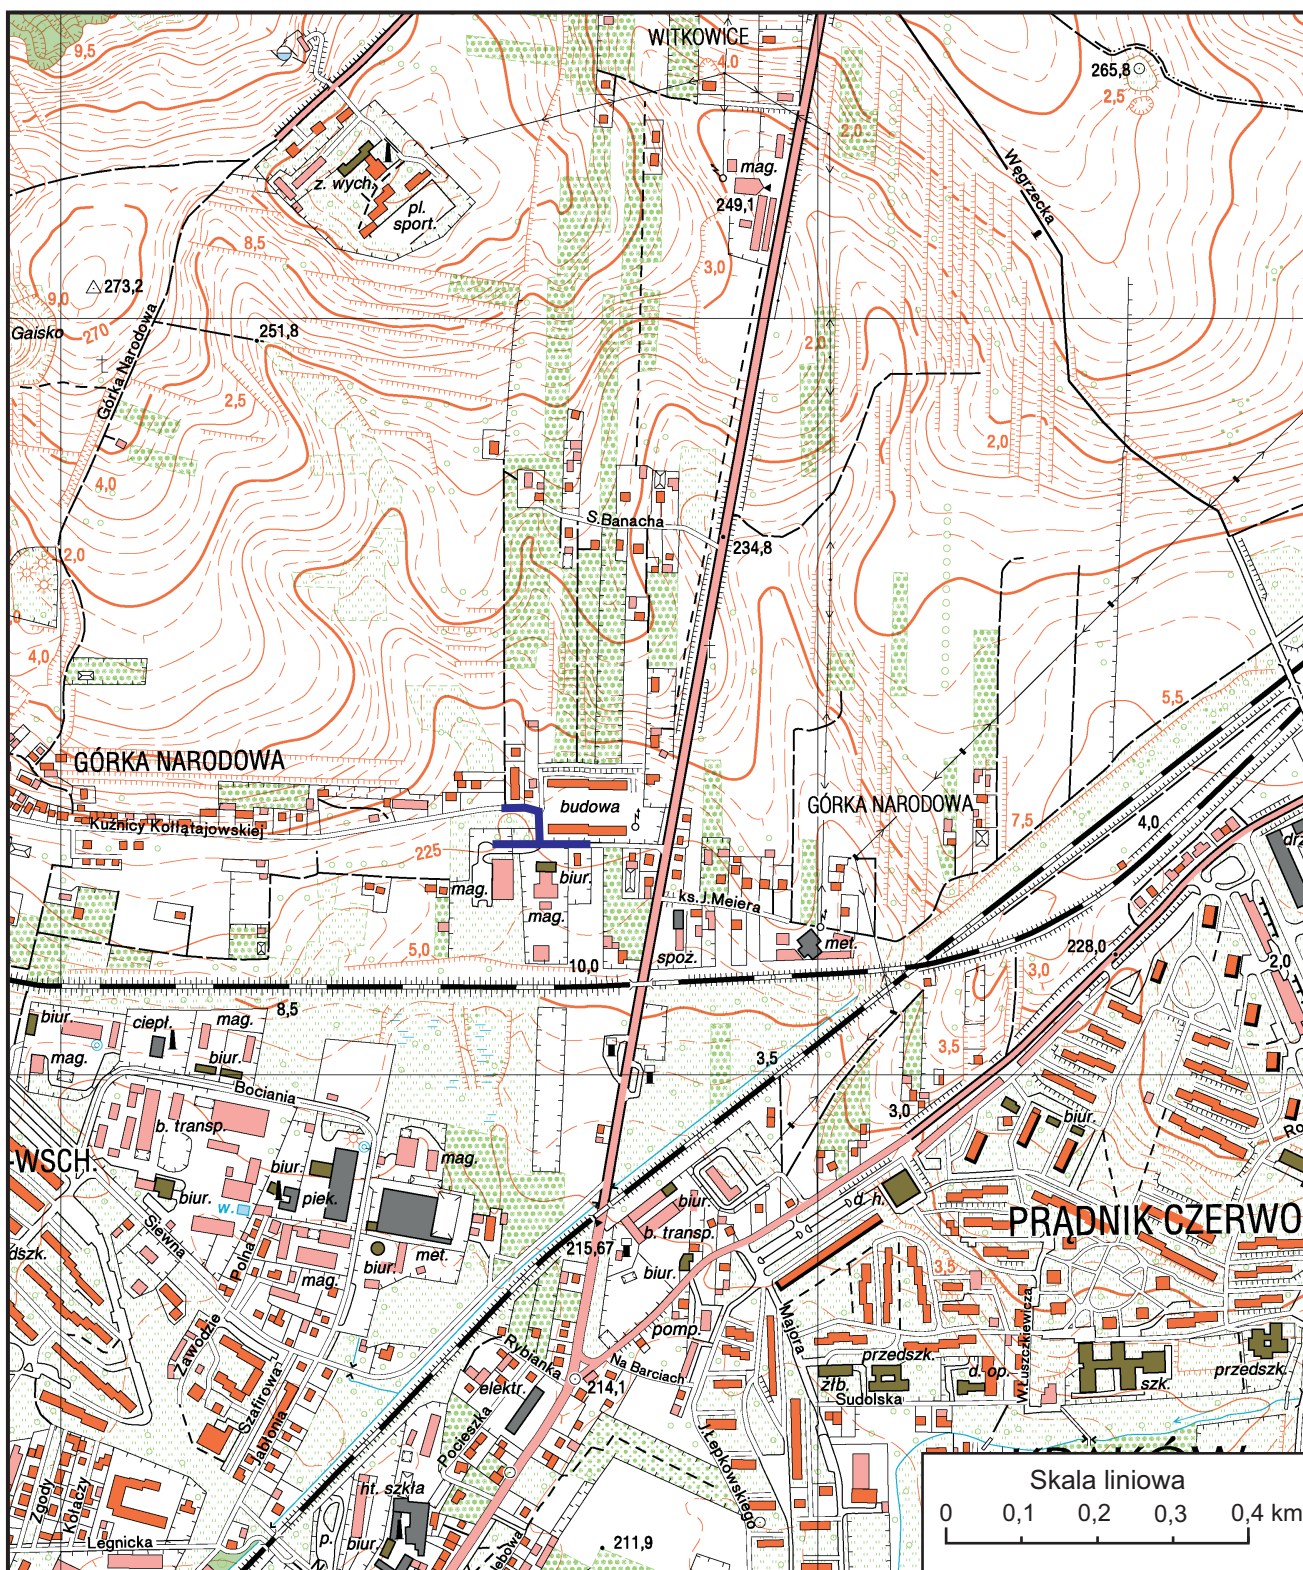 WITKOWICE
4.0
9,5
265,8
2,5
2,0
Węgrzecka
z. wych.
pl.
sport.
mag.
249,1
8,5
3,0
9,0
273,2
270
Gaisko
Górka Narodowa
251,8
2,0
2,5
2,0
4,0
S.Banacha
234,8
2,0
4,0
5,5
GÓRKA NARODOWA
budowa
GÓRKA NARODOWA
Kuźnicy Kołłątajowskiej
7,5
4,0
225
mag.
biur.
mag.
ks.J.Meiera
5,0
10,0
spoż.
met.
228,0
2,0
3,0
8,5
biur.
ciepł.
mag.
mag.
biur.
3,5
3,5
Bociania
3,0
b. transp.
biur.
-WSCH.
mag.
biur.
piek.
biur.
w.
biur.
d.h.
PRĄDNIK CZERWO
Siewna
b. transp.
215,67
dszk.
Polna
met.
biur.
mag.
biur.
3,5
Zawodzie
Majora
pomp.
Rybianka
Na Barciach
W.Łuszczkiewicza
przedszk.
przedszk.
elektr.
214,1
żłb.
d. op.
szk.
Sudolska
Szafirowa
Jabłonia
Pocieszka
J.Łepkowskiego
Zgody
Kołaczy
ht. szkła
Legnicka
p.
biur.
211,9
Skala liniowa
0 0,1 0,2 0,3 0,4 km